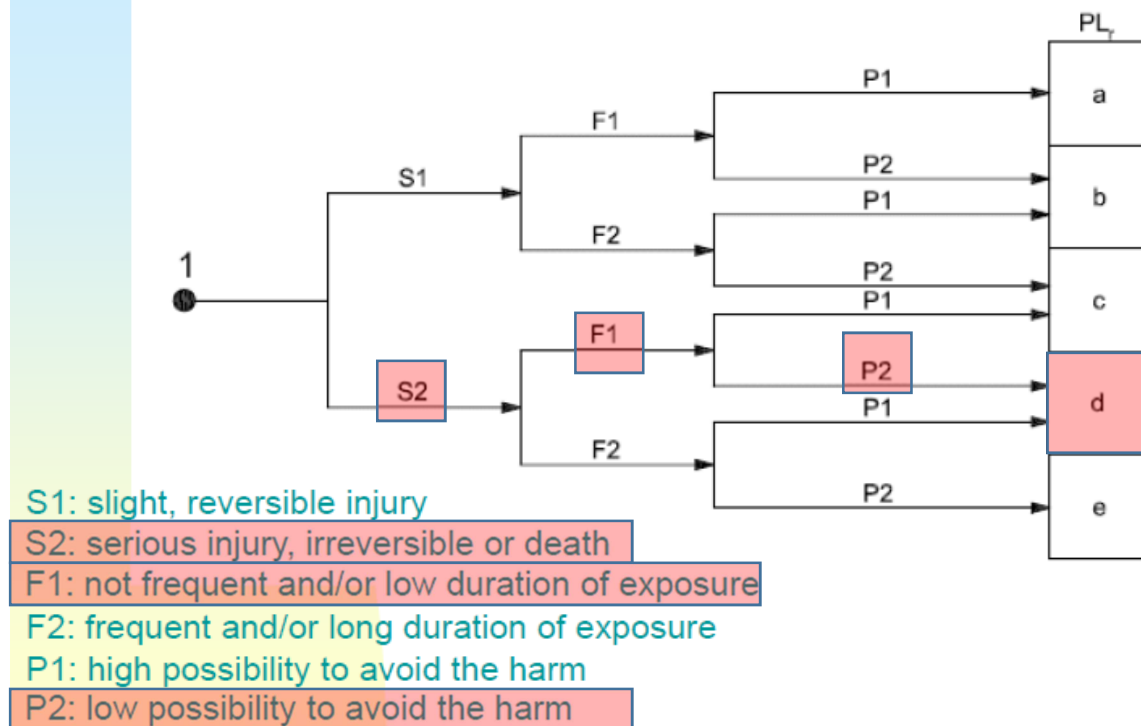 PLr
P1
a
F1
P2
S1
b
P1
F2
1
P2
c
P1
F1
P2
S2
d
P1
F2
P2
e
S1: slight, reversible injury
S2: serious injury, irreversible or death
F1: not frequent and/or low duration of exposure
F2: frequent and/or long duration of exposure
P1: high possibility to avoid the harm
P2: low possibility to avoid the harm